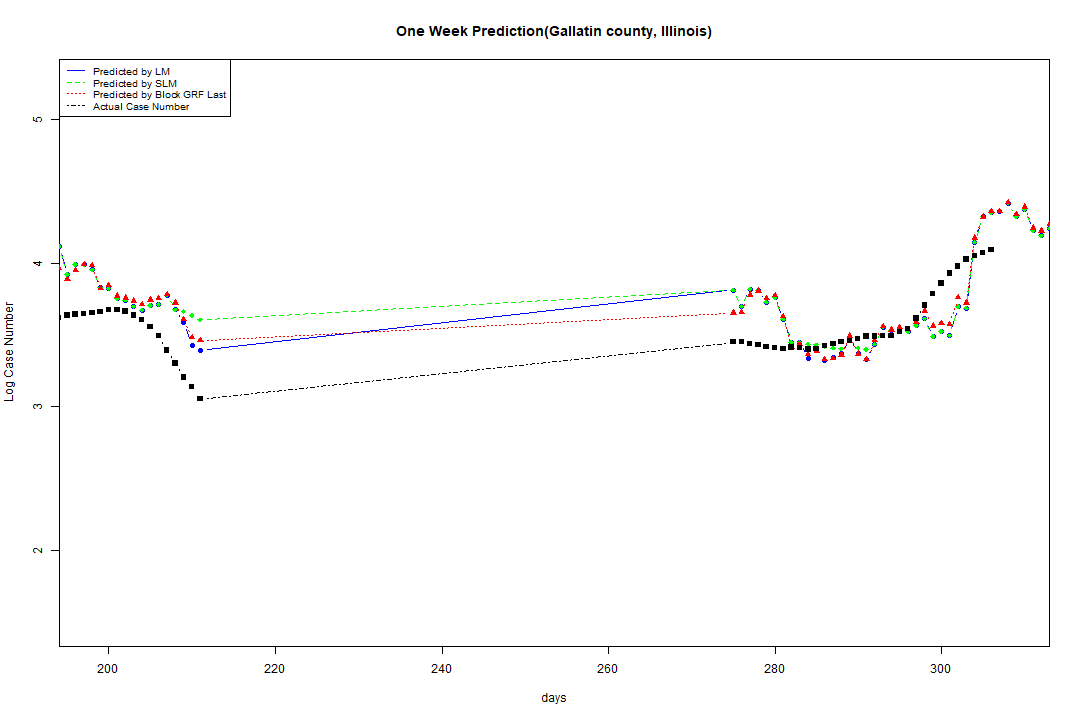 One Week Prediction(Gallatin county, Illinois)
Predicted by LM
Predicted by SLM
Predicted by Block GRF Last
Actual Case Number
5
4
3
2
Log Case Number
200 220 240 260 280 300
days